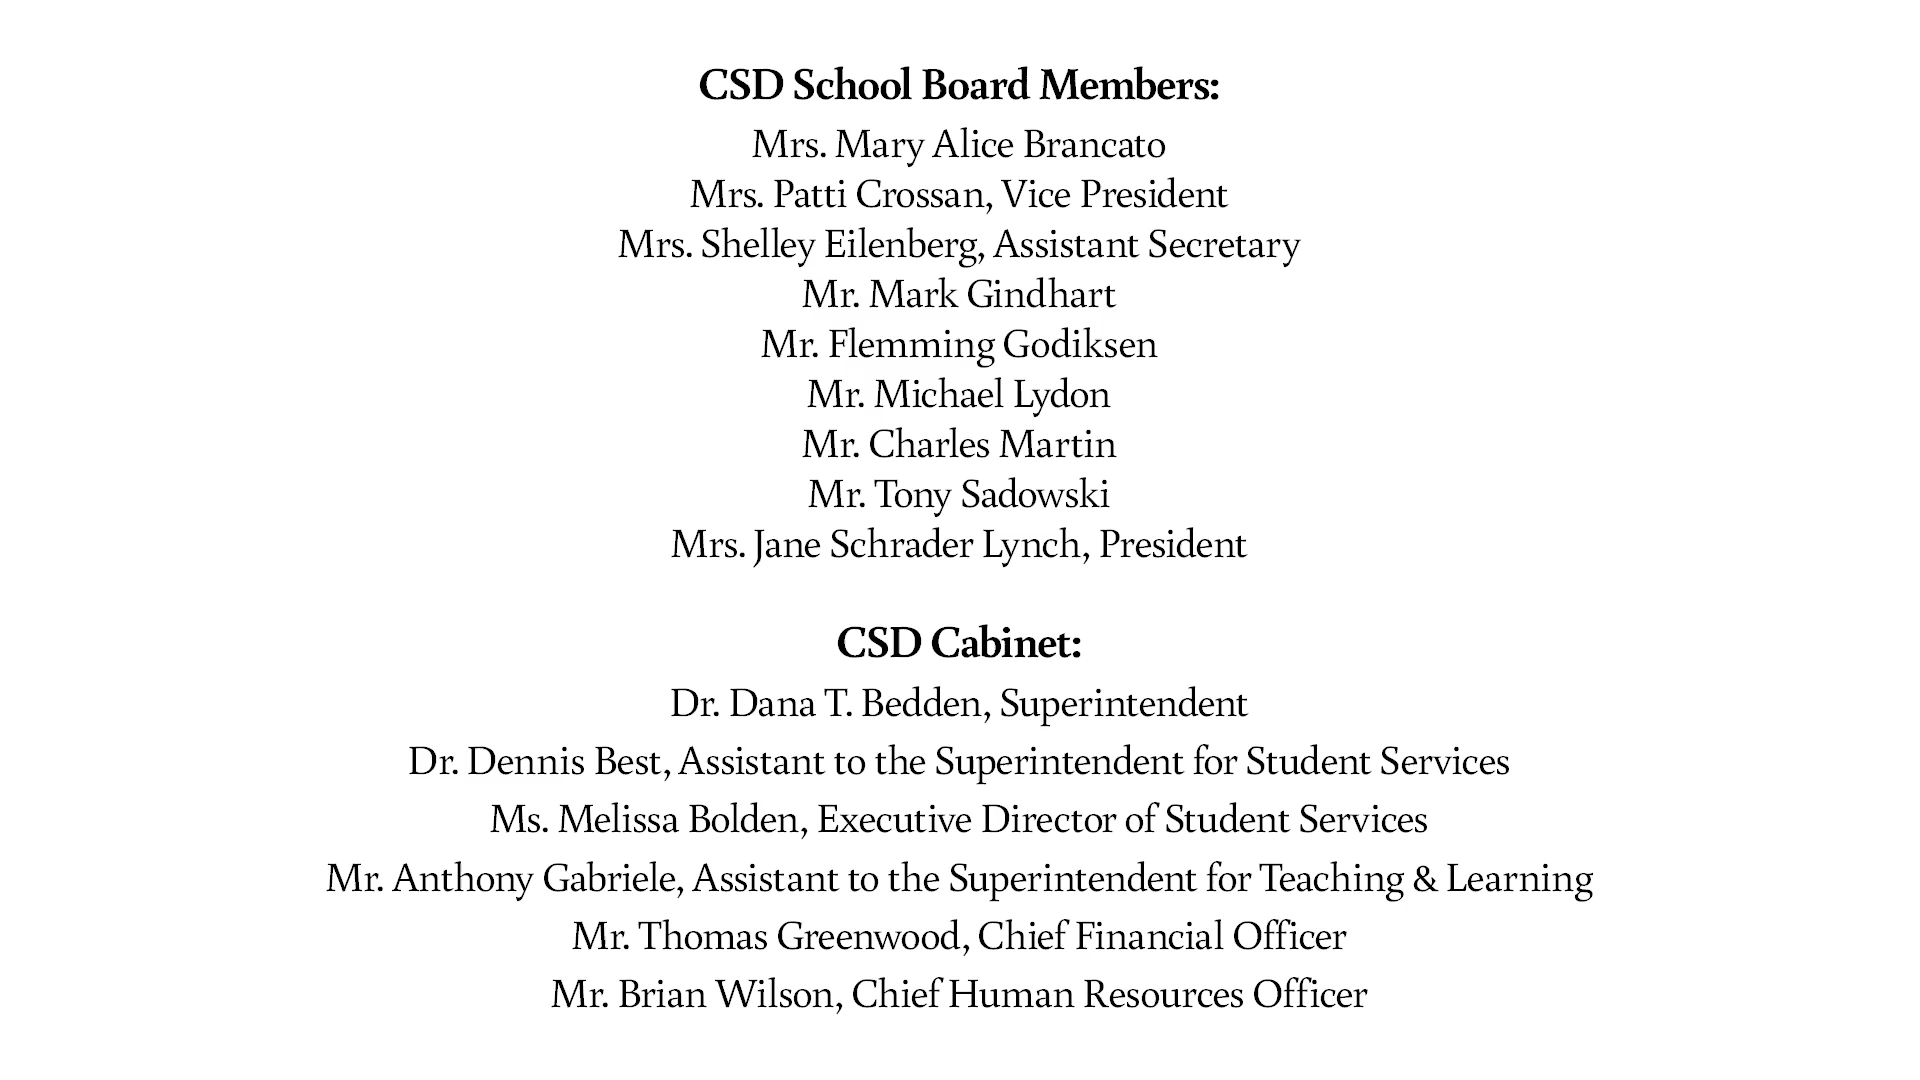 CSD School Board Members:
Mrs. Mary Alice Brancato
Mrs. Patti Crossan, Vice President
Mrs. Shelley Eilenberg, Assistant Secretary
Mr. Mark Gindhart
Mr. Flemming Godiksen
Mr. Michael Lydon
Mr. Charles Martin
Mr. Tony Sadowski
Mrs. Jane Schrader Lynch, President
CSD Cabinet:
Dr. Dana T. Bedden, Superintendent
Dr. Dennis Best, Assistant to the Superintendent for Student Services
Ms. Melissa Bolden, Executive Director of Student Services
Mr. Anthony Gabriele, Assistant to the Superintendent for Teaching & Learning
Mr. Thomas Greenwood, Chief Financial Officer
Mr. Brian Wilson, Chief Human Resources Officer